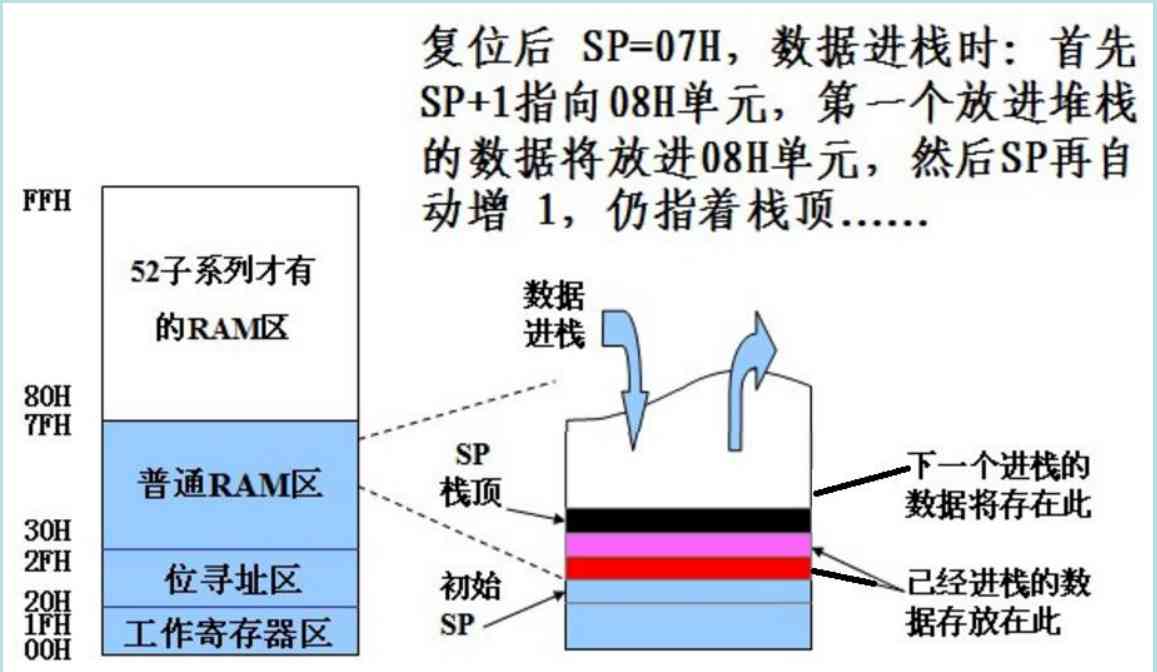 复位后 SP=07H，数据进栈时：首先
SP+1指向08H单元，第一个放进堆栈
的数据将放进08H单元，然后SP再自
动增 1，仍指着栈顶……
FFH
52子系列才有
的RAM区
80H
7FH
普通RAM区
30H
2FH
位寻址区
20H
1FH
工作寄存器区
00H
数据
进栈
SP
栈顶
初始
SP
下一个进栈的
数据将存在此
已经进栈的数
据存放在此